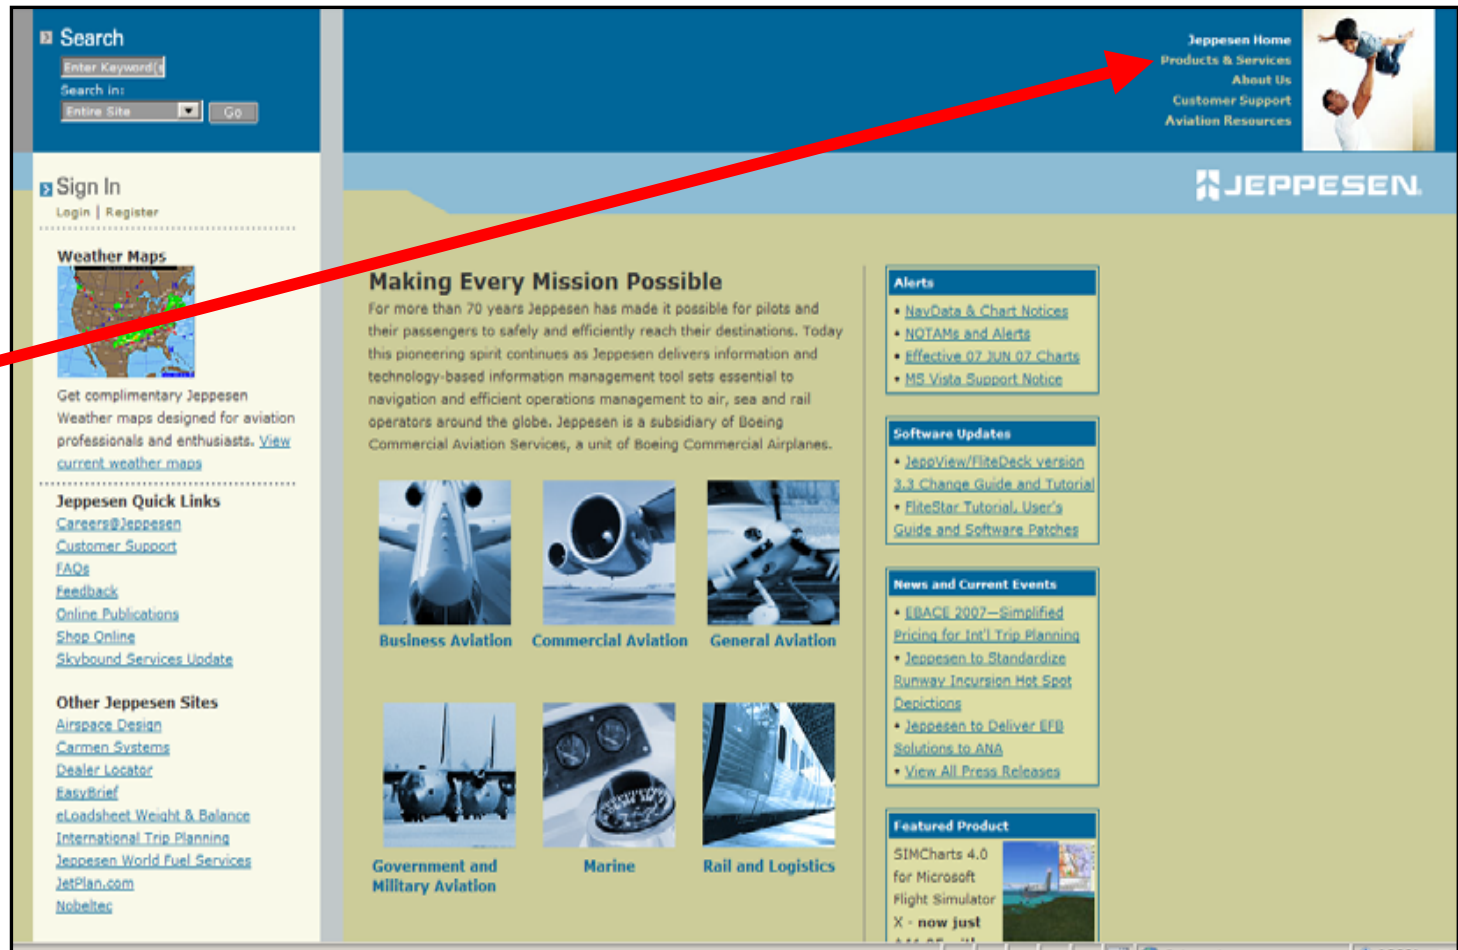 Search
Enter Keyword(s
Search in:
Entire Site
Go
Jeppesen Home
Products & Services
About Us
Customer Support
Aviation Resources
JEPPESEN.
Sign In
Login | Register
Weather Maps
Get complimentary Jeppesen
Weather maps designed for aviation
professionals and enthusiasts. View
current weather maps
Jeppesen Quick Links
Careers@Jeppesen
Customer Support
FAQs
Feedback
Online Publications
Shop Online
Skybound Services Update
Other Jeppesen Sites
Airspace Design
Carmen Systems
Dealer Locator
EasyBrief
eLoadsheet Weight & Balance
International Trip Planning
Jeppesen World Fuel Services
JetPlan.com
Nobeltec
Making Every Mission Possible
For more than 70 years Jeppesen has made it possible for pilots and
their passengers to safely and efficiently reach their destinations. Today
this pioneering spirit continues as Jeppesen delivers information and
technology-based information management tool sets essential to
navigation and efficient operations management to air, sea and rail
operators around the globe. Jeppesen is a subsidiary of Boeing
Commercial Aviation Services, a unit of Boeing Commercial Airplanes.
Business Aviation
Commercial Aviation
General Aviation
Government and
Military Aviation
Marine
Rail and Logistics
Alerts
• NavData & Chart Notices
• NOTAMs and Alerts
• Effective 07 JUN 07 Charts
• MS Vista Support Notice
Software Updates
• JeppView/FliteDeck version
3.3 Change Guide and Tutorial
• FliteStar Tutorial, User's
Guide and Software Patches
News and Current Events
• EBACE 2007—Simplified
Pricing for Int'l Trip Planning
• Jeppesen to Standardize
Runway Incursion Hot Spot
Depictions
• Jeppesen to Deliver EFB
Solutions to ANA
• View All Press Releases
Featured Product
SIMCharts 4.0
for Microsoft
Flight Simulator
X - now just